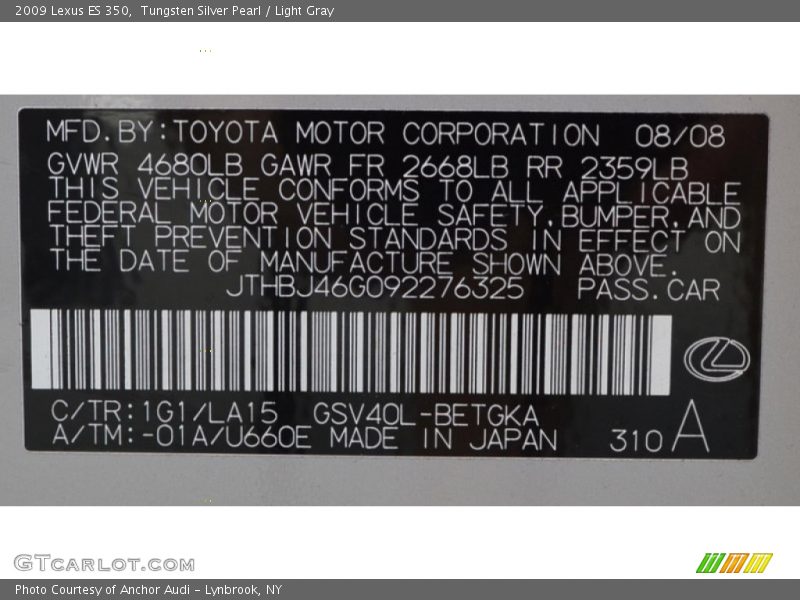 2009 Lexus ES 350,  Tungsten Silver Pearl / Light Gray
MFD. BY: TOYOTA MOTOR CORPORATION 08/08
GVWR 4680LB GAWR FR 2668LB RR 2359LB
THIS VEHICLE CONFORMS TO ALL APPLICABLE
FEDERAL MOTOR VEHICLE SAFETY, BUMPER, AND
THEFT PREVENTION STANDARDS IN EFFECT ON
THE DATE OF MANUFACTURE SHOWN ABOVE.
JTHBJ46G092276325 PASS. CAR
C/TR: 1G1/LA15 GSV40L-BETGKA
A/TM: -01A/U660E MADE IN JAPAN 310 A
GTCARLOT.COM
Photo Courtesy of Anchor Audi - Lynbrook, NY